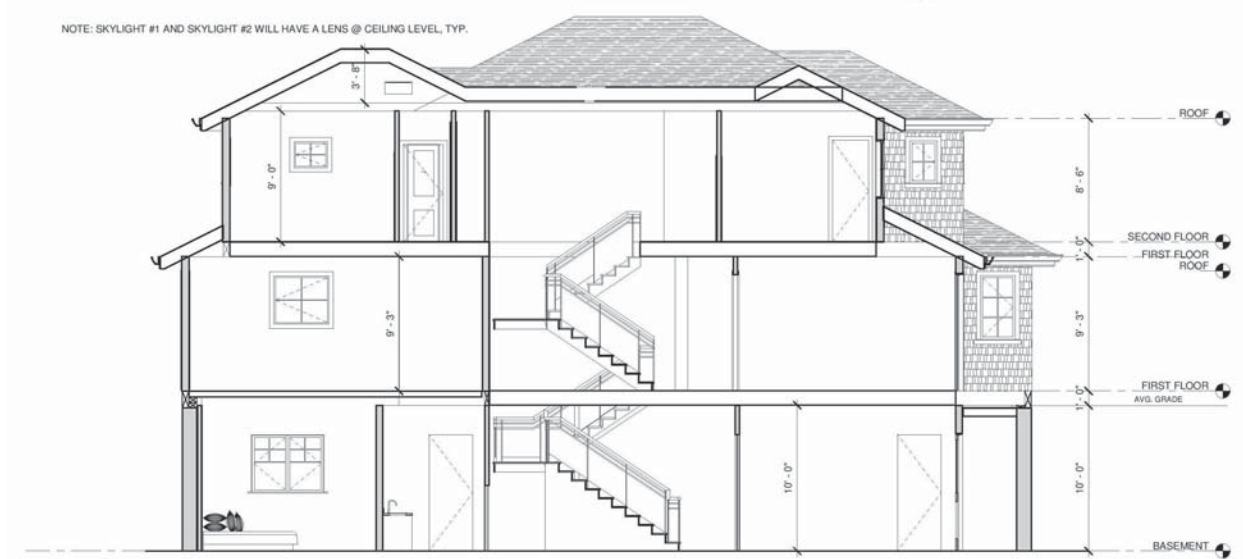 NOTE: SKYLIGHT #1 AND SKYLIGHT #2 WILL HAVE A LENS @ CEILING LEVEL, TYP.
3' - 8"
ROOF
9' - 0"
8' - 6"
SECOND FLOOR
1' - 0"
FIRST FLOOR
ROOF
9' - 3"
9' - 3"
FIRST FLOOR
1' - 0"
AVG. GRADE
10' - 0"
10' - 0"
BASEMENT